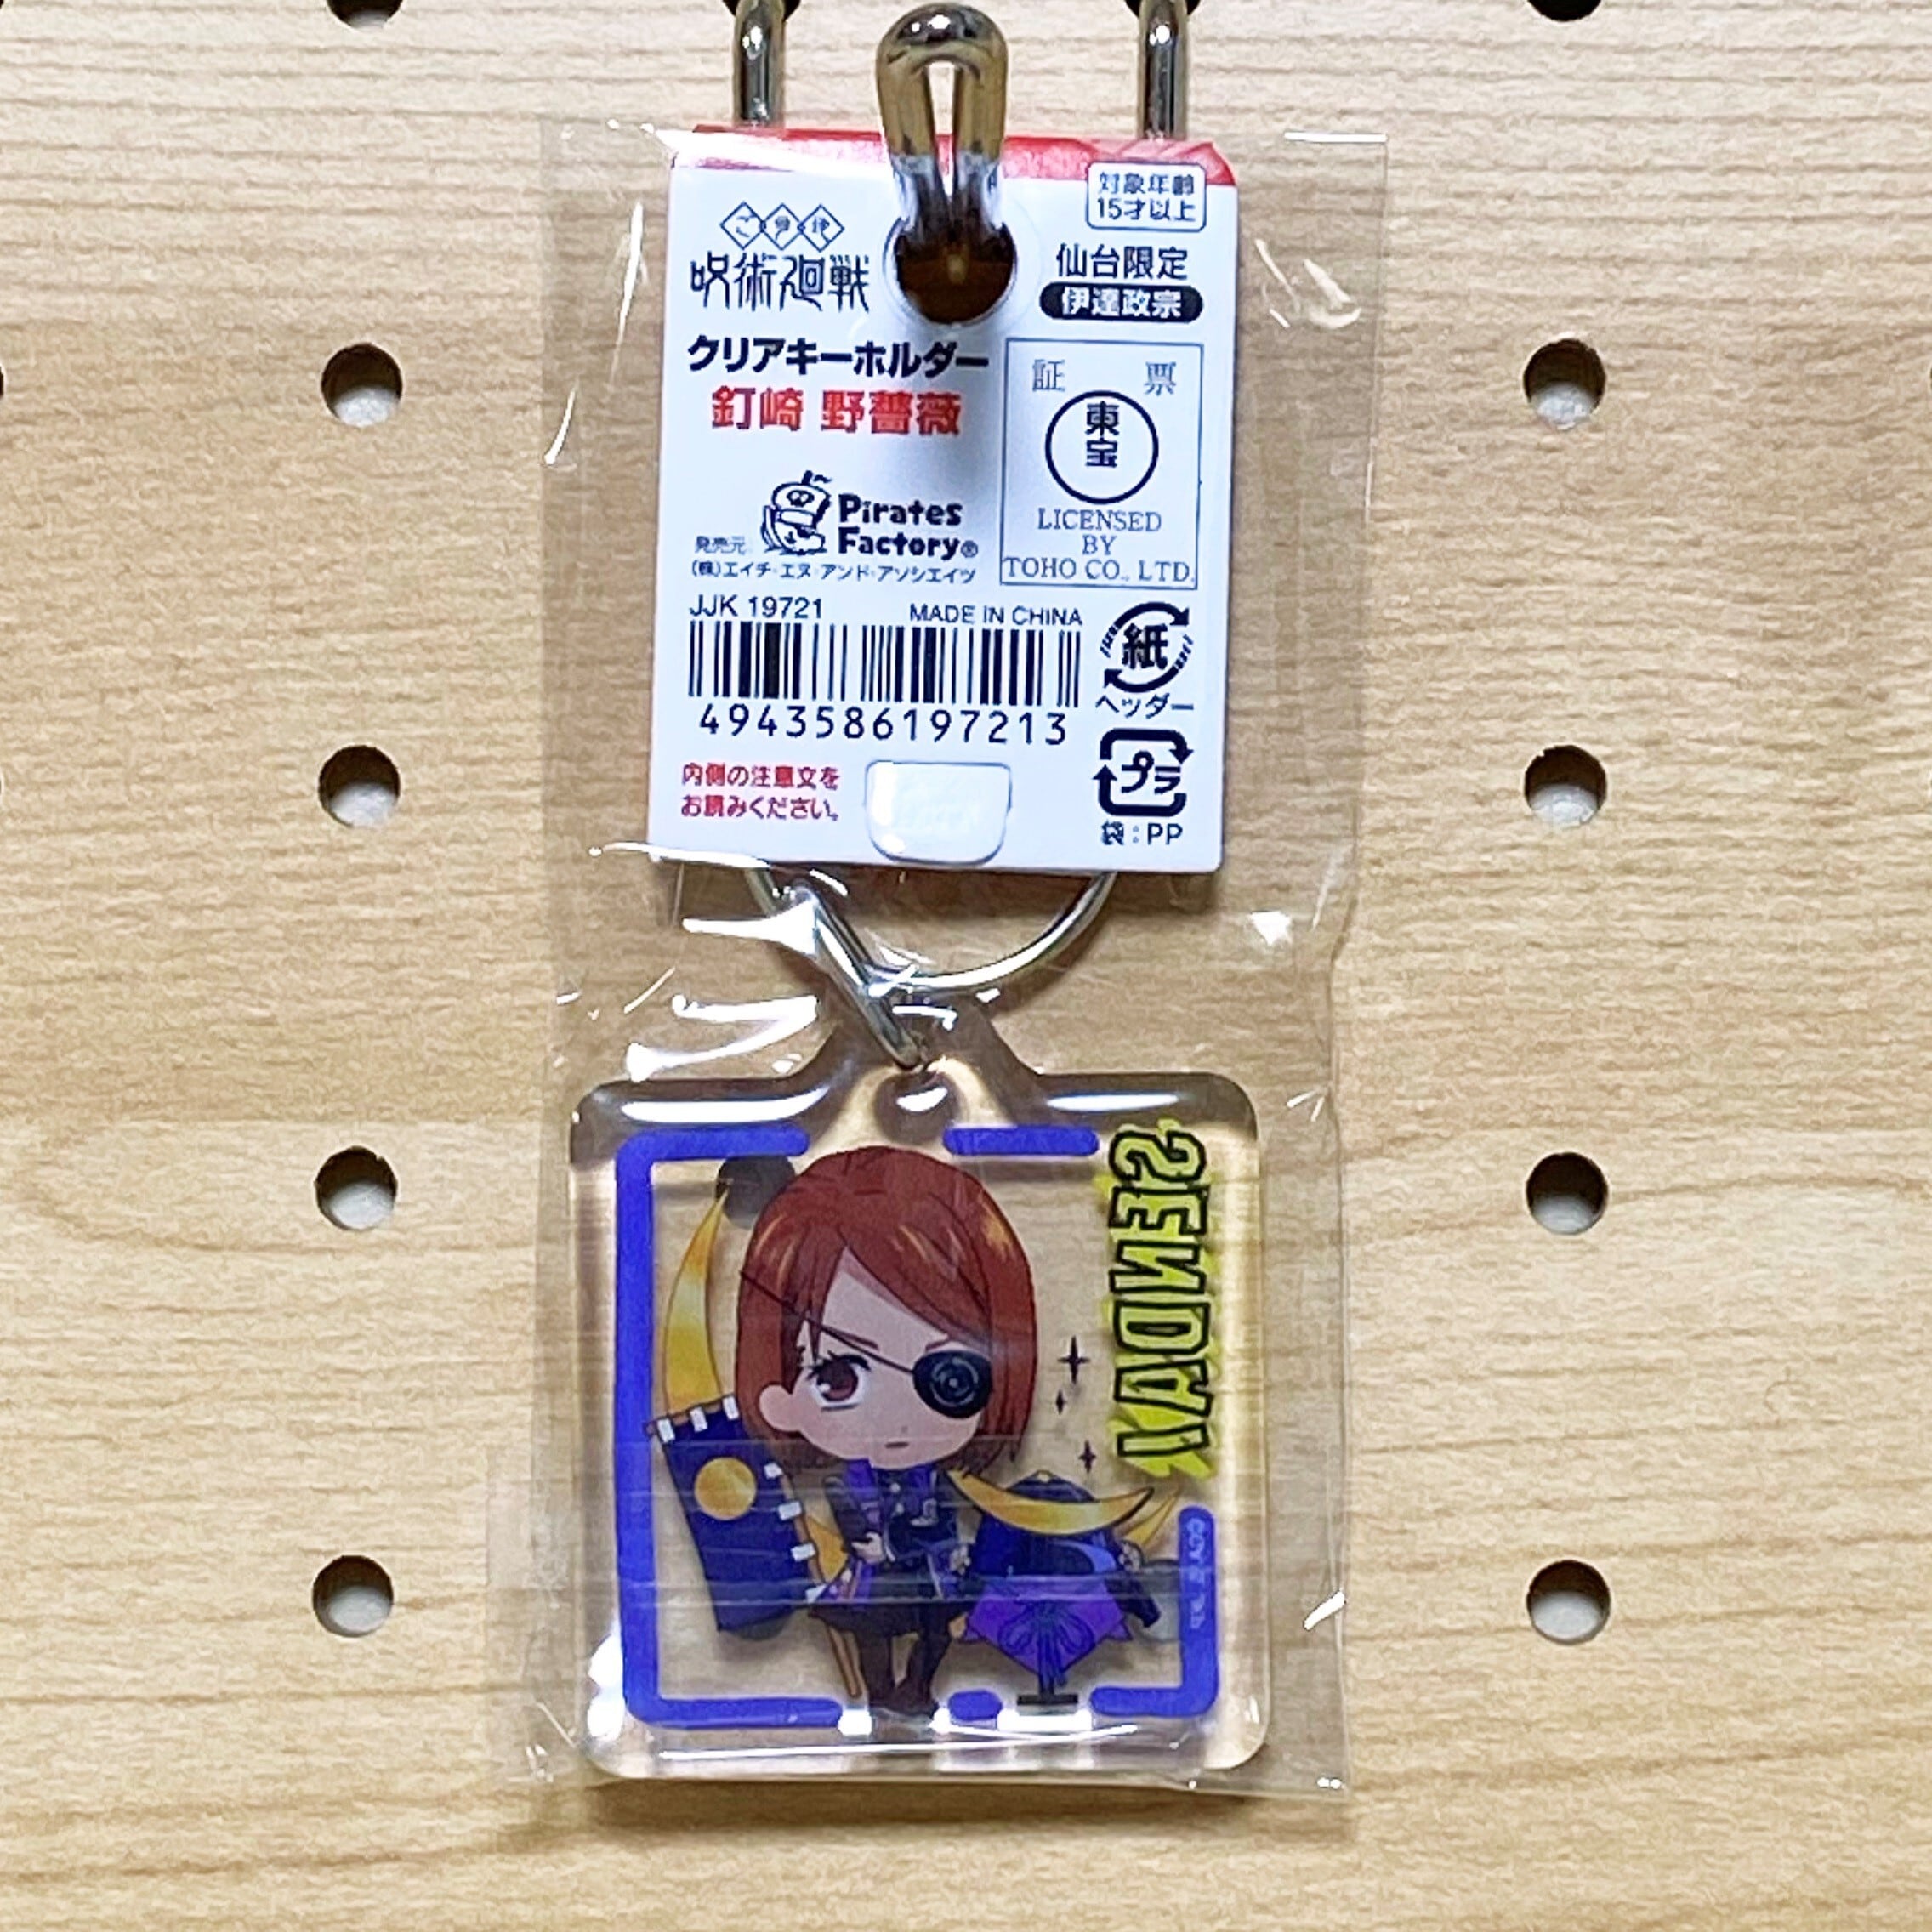 対象年齢
15才以上
ご当地
呪術廻戦
仙台限定
伊達政宗
クリアキーホルダー
釘崎 野薔薇
証 票
東宝
LICENSED
BY
TOHO CO., LTD.
Pirates
Factory®
発売元
(株)エイチ・エヌ・アンド・アソシエイツ
JJK 19721 MADE IN CHINA
4943586197213
紙
ヘッダー
プラ
袋:PP
内側の注意文を
お読みください。
SENDAI